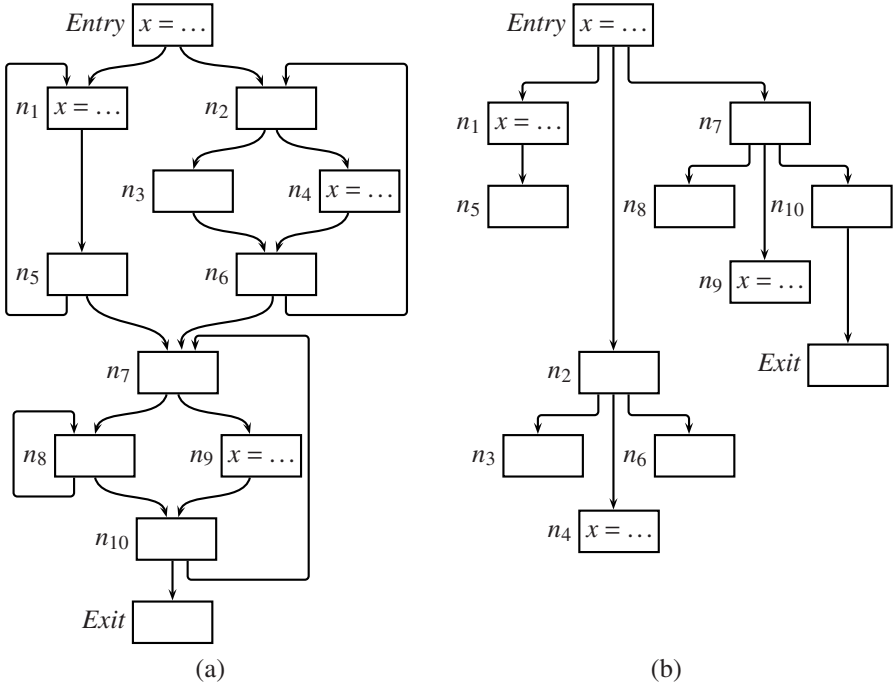 Entry x = …
n1 x = …
n2
n3
n4 x = …
n5
n6
n7
n8
n9 x = …
n10
Exit
(a)
Entry x = …
n1 x = …
n7
n5
n8
n10
n9 x = …
n2
Exit
n3
n6
n4 x = …
(b)